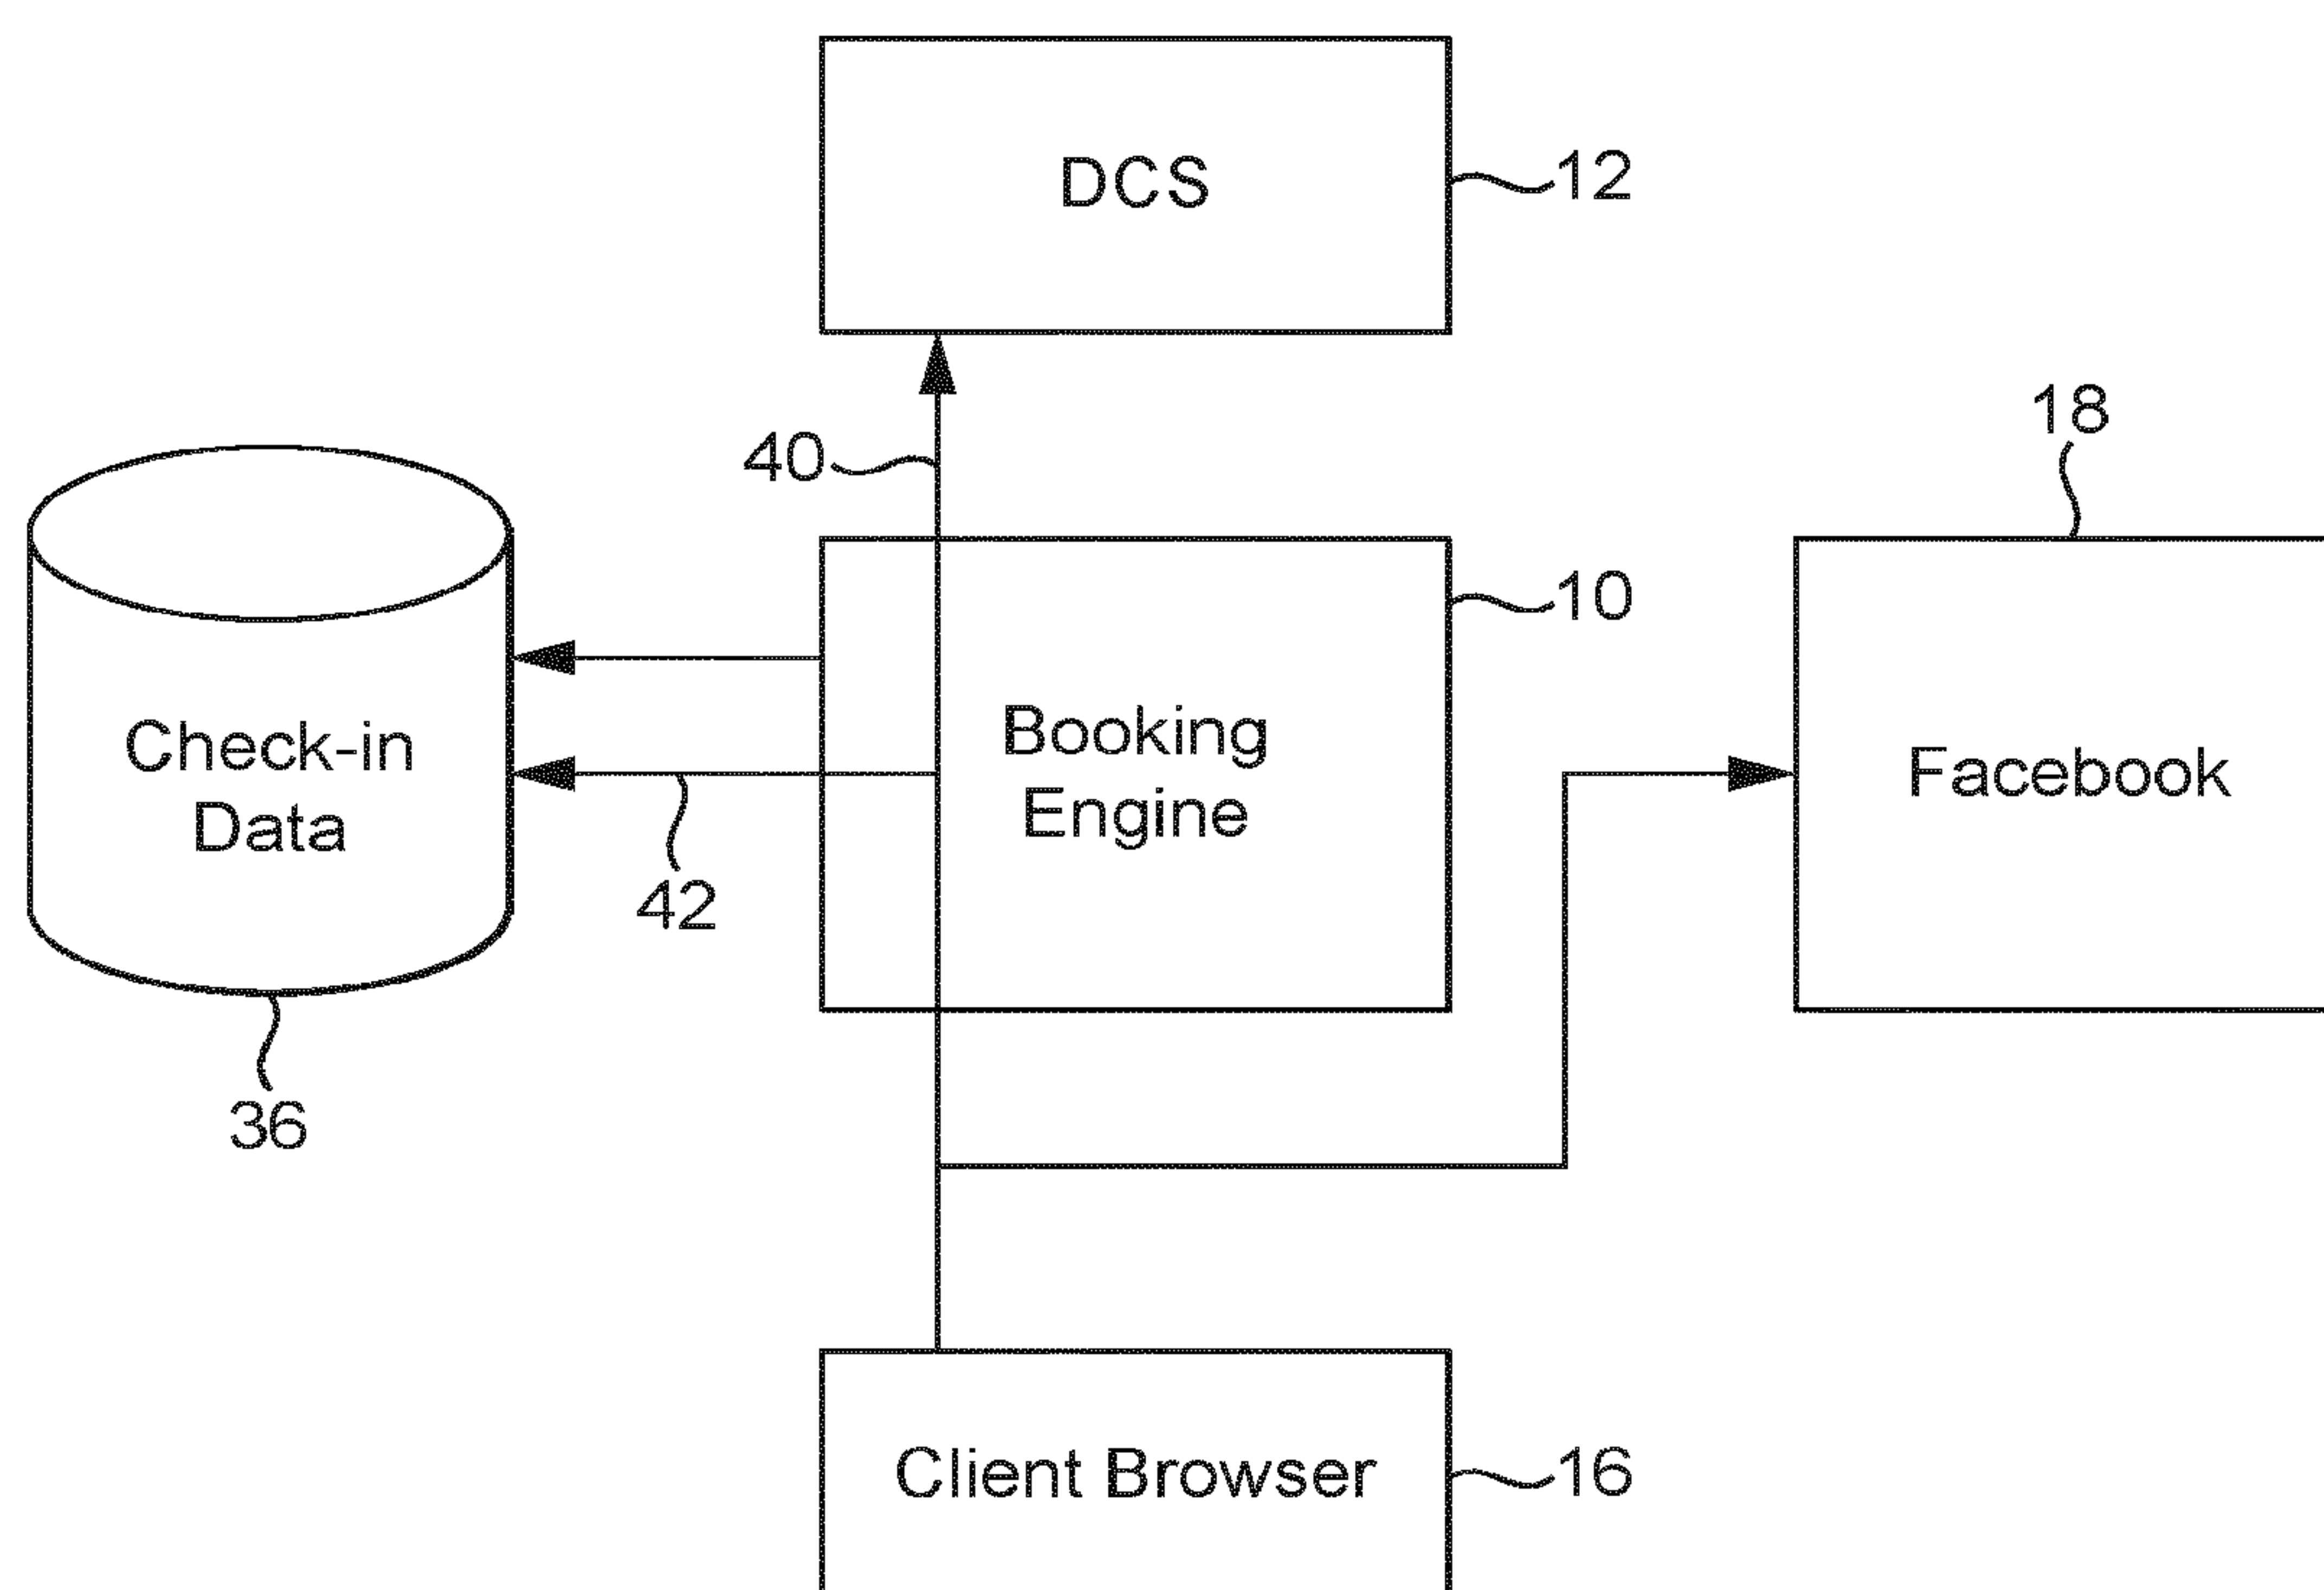 DCS
12
40
18
10
Check-in
Data
Booking
Engine
Facebook
42
36
Client Browser
16